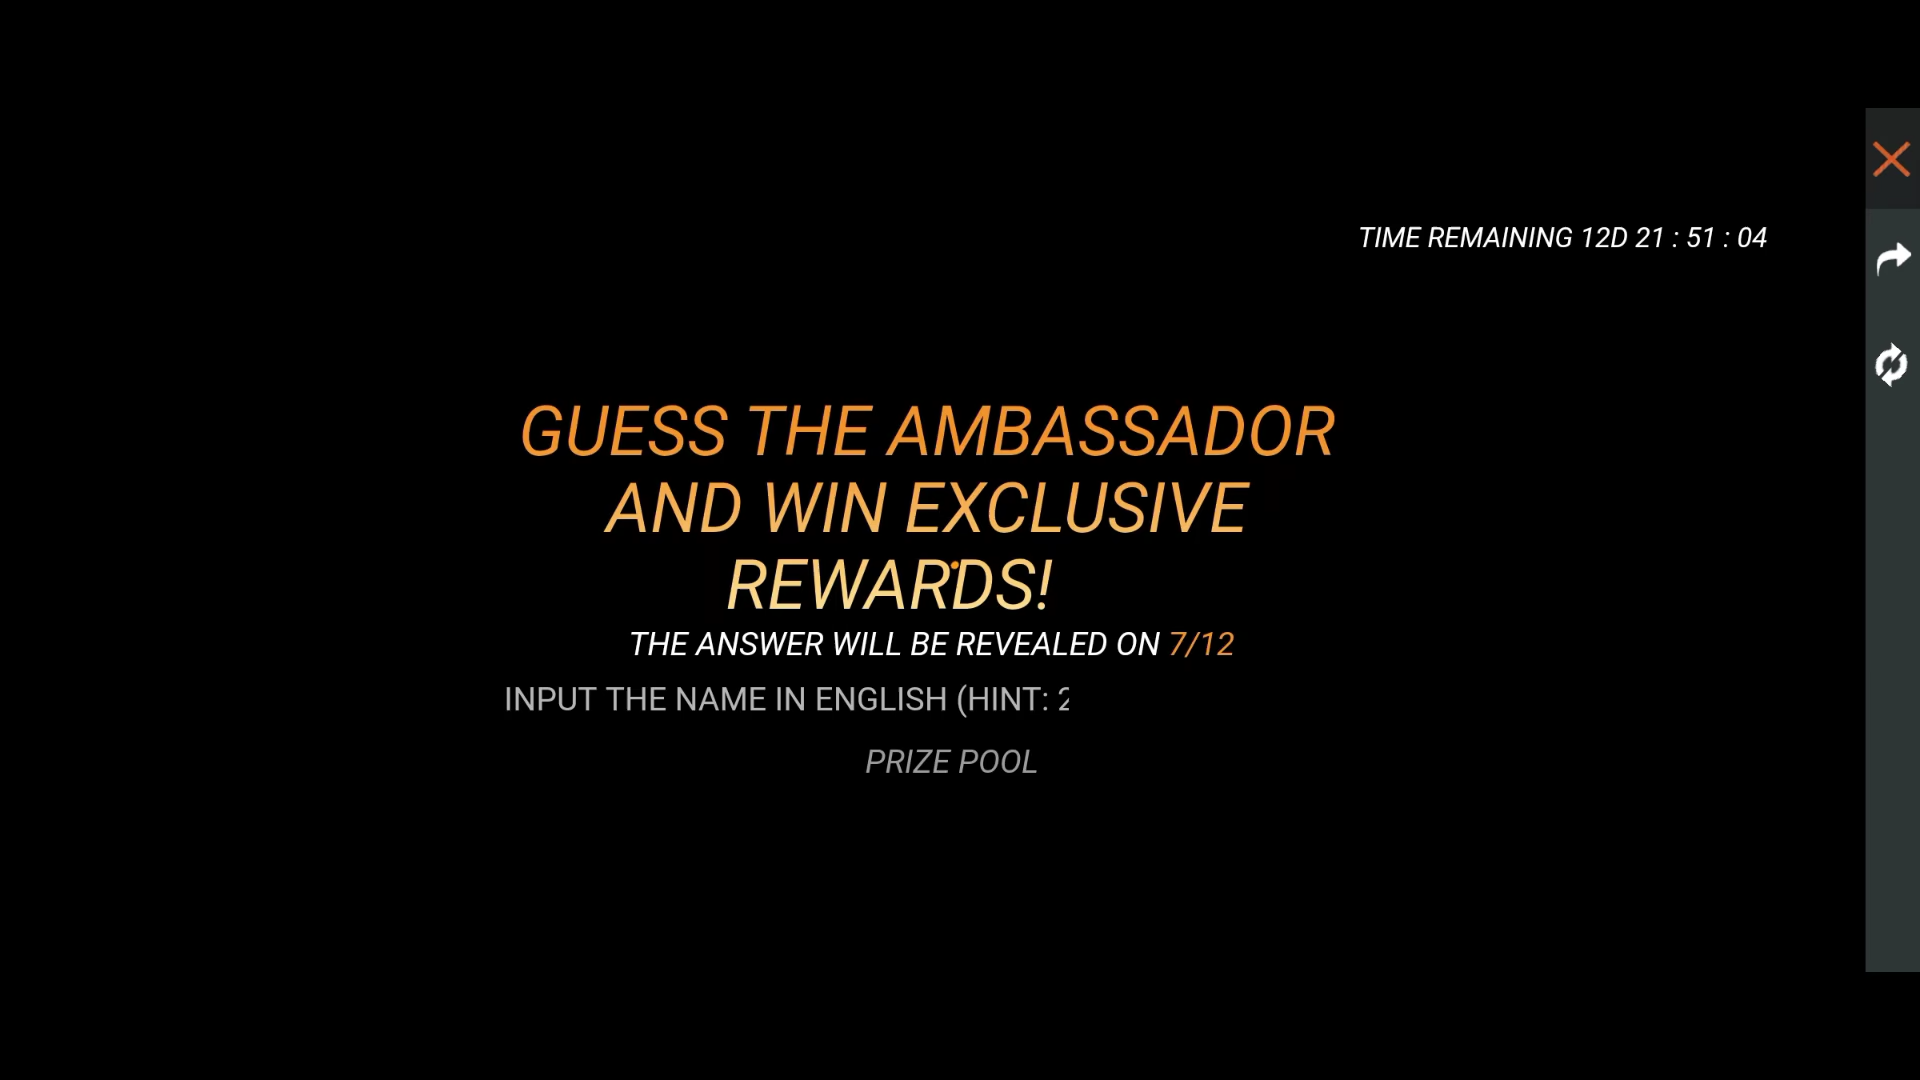 TIME REMAINING 12D 21 : 51 : 04
GUESS THE AMBASSADOR
AND WIN EXCLUSIVE
REWARDS!
THE ANSWER WILL BE REVEALED ON 7/12
INPUT THE NAME IN ENGLISH (HINT: 2
PRIZE POOL